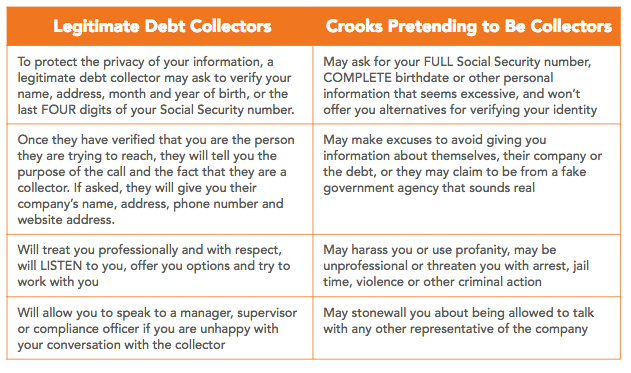 Legitimate Debt Collectors
Crooks Pretending to Be Collectors
To protect the privacy of your information, a
legitimate debt collector may ask to verify your
name, address, month and year of birth, or the
last FOUR digits of your Social Security number.
May ask for your FULL Social Security number,
COMPLETE birthdate or other personal
information that seems excessive, and won't
offer you alternatives for verifying your identity
Once they have verified that you are the person
they are trying to reach, they will tell you the
purpose of the call and the fact that they are a
collector. If asked, they will give you their
company's name, address, phone number and
website address.
May make excuses to avoid giving you
information about themselves, their company or
the debt, or they may claim to be from a fake
government agency that sounds real
Will treat you professionally and with respect,
will LISTEN to you, offer you options and try to
work with you
May harass you or use profanity, may be
unprofessional or threaten you with arrest, jail
time, violence or other criminal action
Will allow you to speak to a manager, supervisor
or compliance officer if you are unhappy with
your conversation with the collector
May stonewall you about being allowed to talk
with any other representative of the company